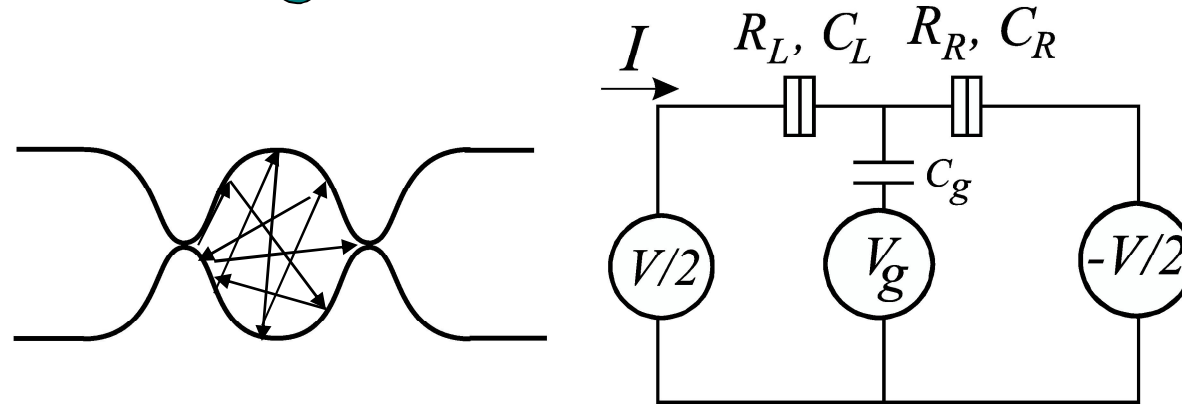 I
R_L, C_L
R_R, C_R
C_g
V/2
V_g
-V/2